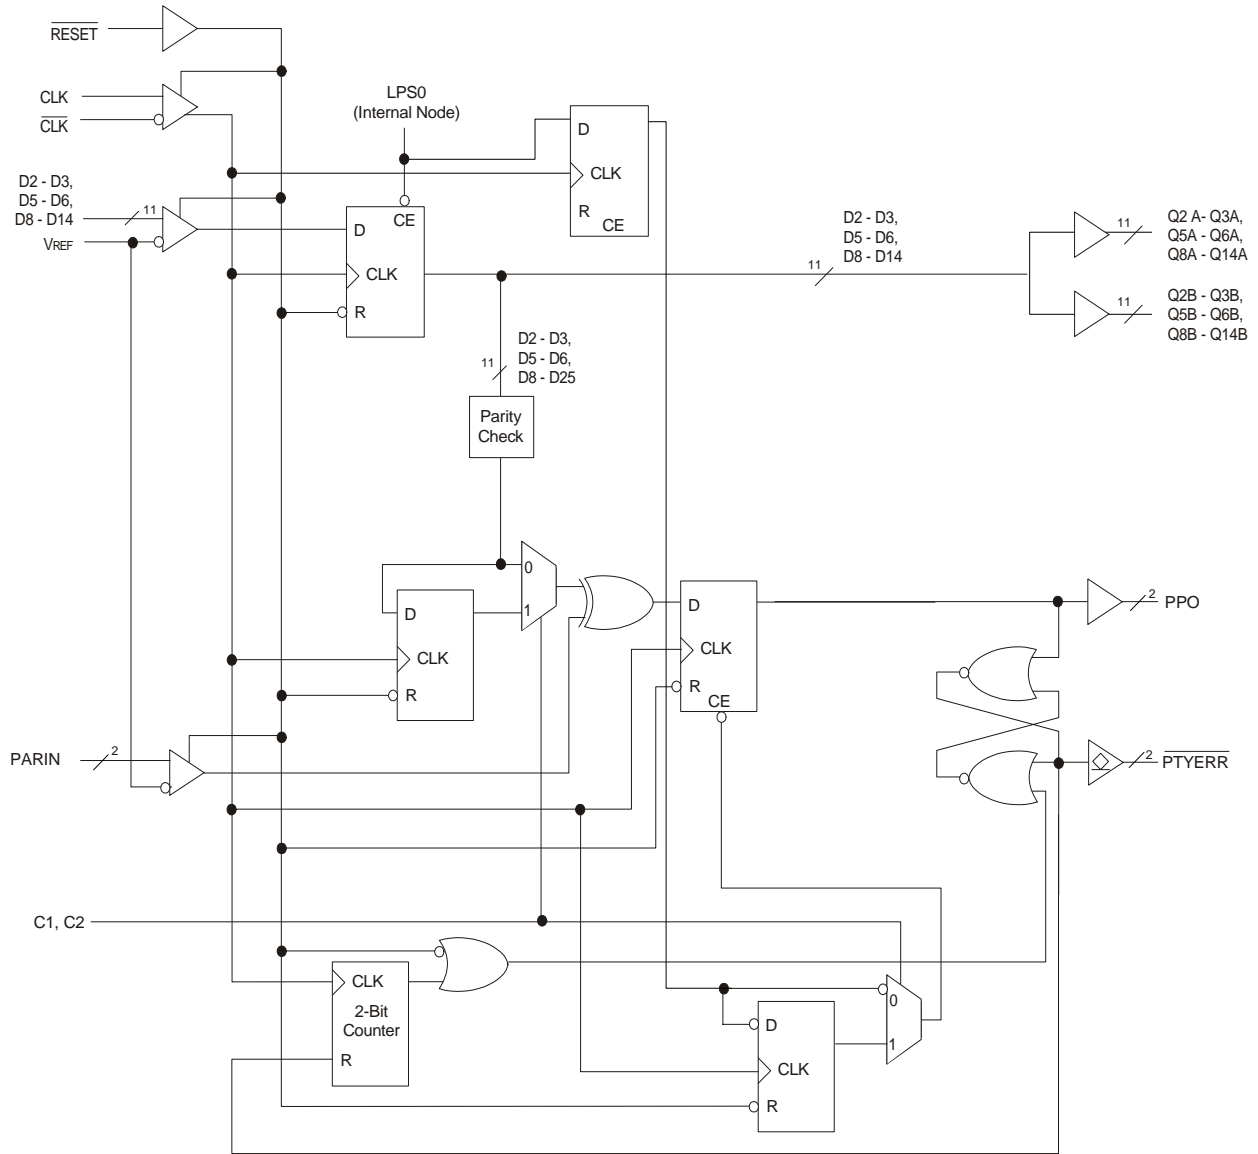 RESET
CLK
CLK
LPS0
(Internal Node)
D
CLK
R
CE
D2 - D3,
D5 - D6,
D8 - D14
11
VREF
CE
D
CLK
R
D2 - D3,
D5 - D6,
D8 - D14
11
11
Q2 A- Q3A,
Q5A - Q6A,
Q8A - Q14A
11
Q2B - Q3B,
Q5B - Q6B,
Q8B - Q14B
D2 - D3,
D5 - D6,
D8 - D25
11
Parity
Check
0
1
D
CLK
R
D
CLK
R
CE
2
PPO
PARIN
2
2
PTYERR
C1, C2
CLK
2-Bit
Counter
R
0
1
D
CLK
R